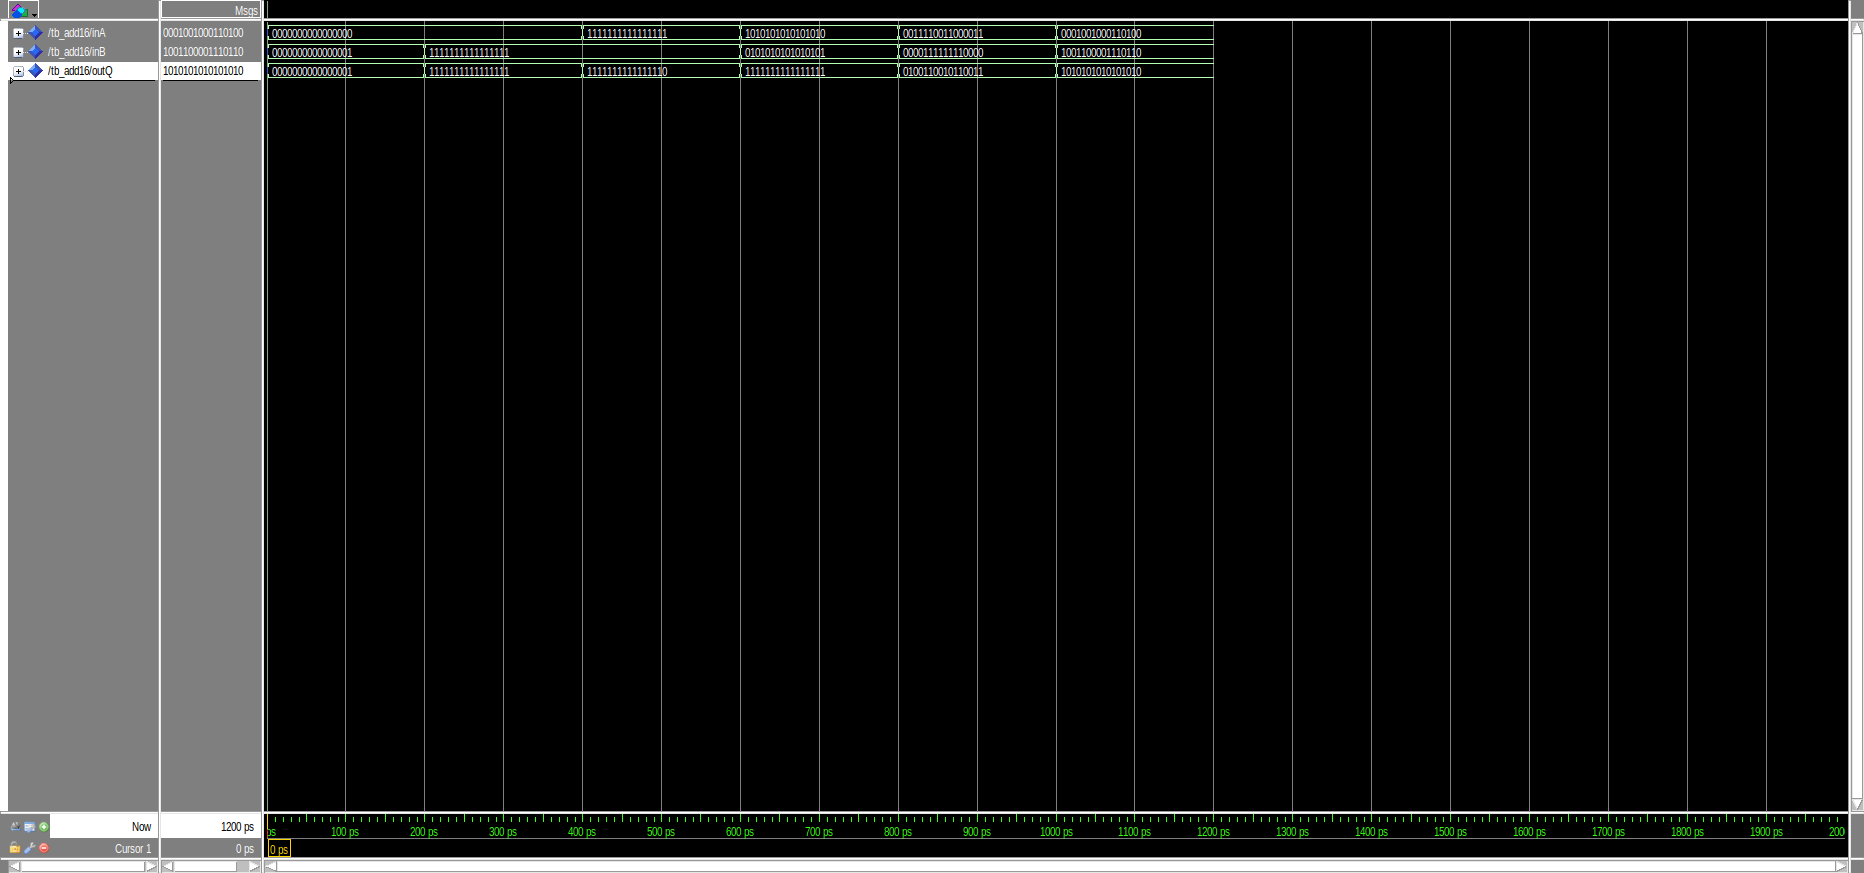 Msgs
/tb_add16/inA 0001001000110100 0000000000000000 1111111111111111 1010101010101010 0011110011000011 0001001000110100
/tb_add16/inB 1001100001110110 0000000000000001 1111111111111111 0101010101010101 0000111111110000 1001100001110110
/tb_add16/outQ 1010101010101010 0000000000000001 1111111111111111 1111111111111110 1111111111111111 0100110010110011 1010101010101010
Now 1200 ps ps 100 ps 200 ps 300 ps 400 ps 500 ps 600 ps 700 ps 800 ps 900 ps 1000 ps 1100 ps 1200 ps 1300 ps 1400 ps 1500 ps 1600 ps 1700 ps 1800 ps 1900 ps 200
Cursor 1 0 ps 0 ps